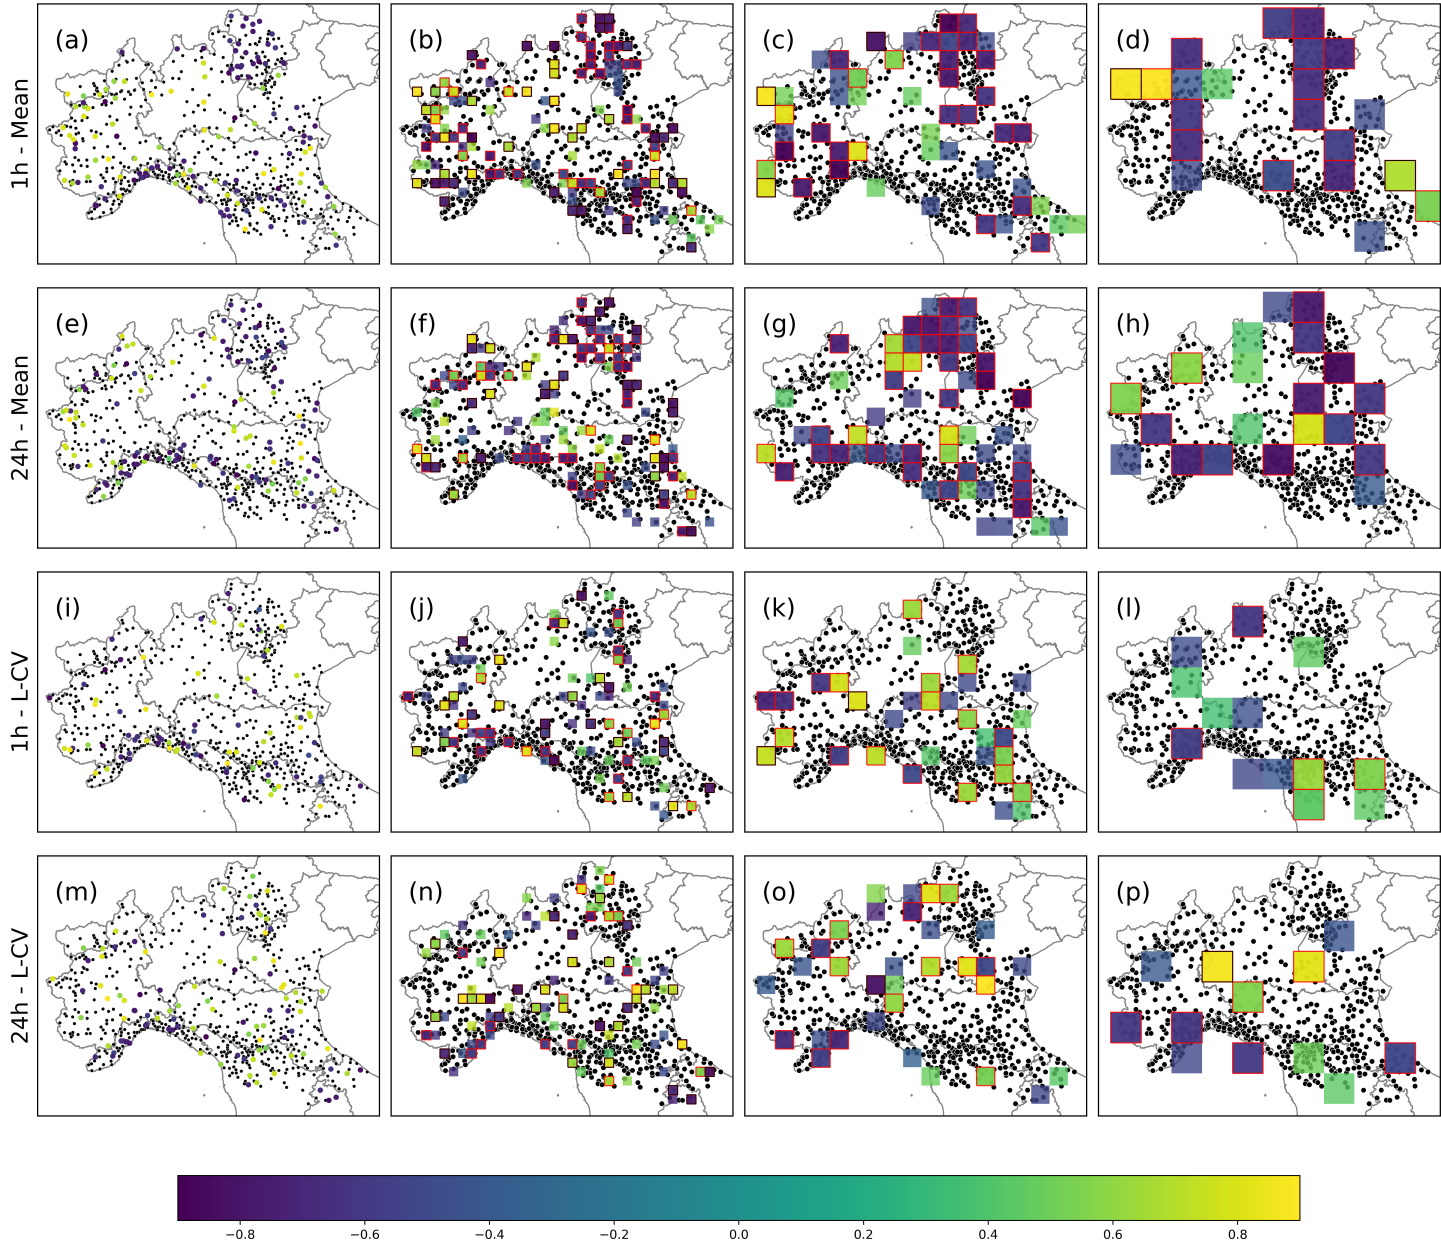 (a) (b) (c) (d)
1h - Mean
(e) (f) (g) (h)
24h - Mean
(i) (j) (k) (l)
1h - L-CV
(m) (n) (o) (p)
24h - L-CV
−0.8 −0.6 −0.4 −0.2 0.0 0.2 0.4 0.6 0.8